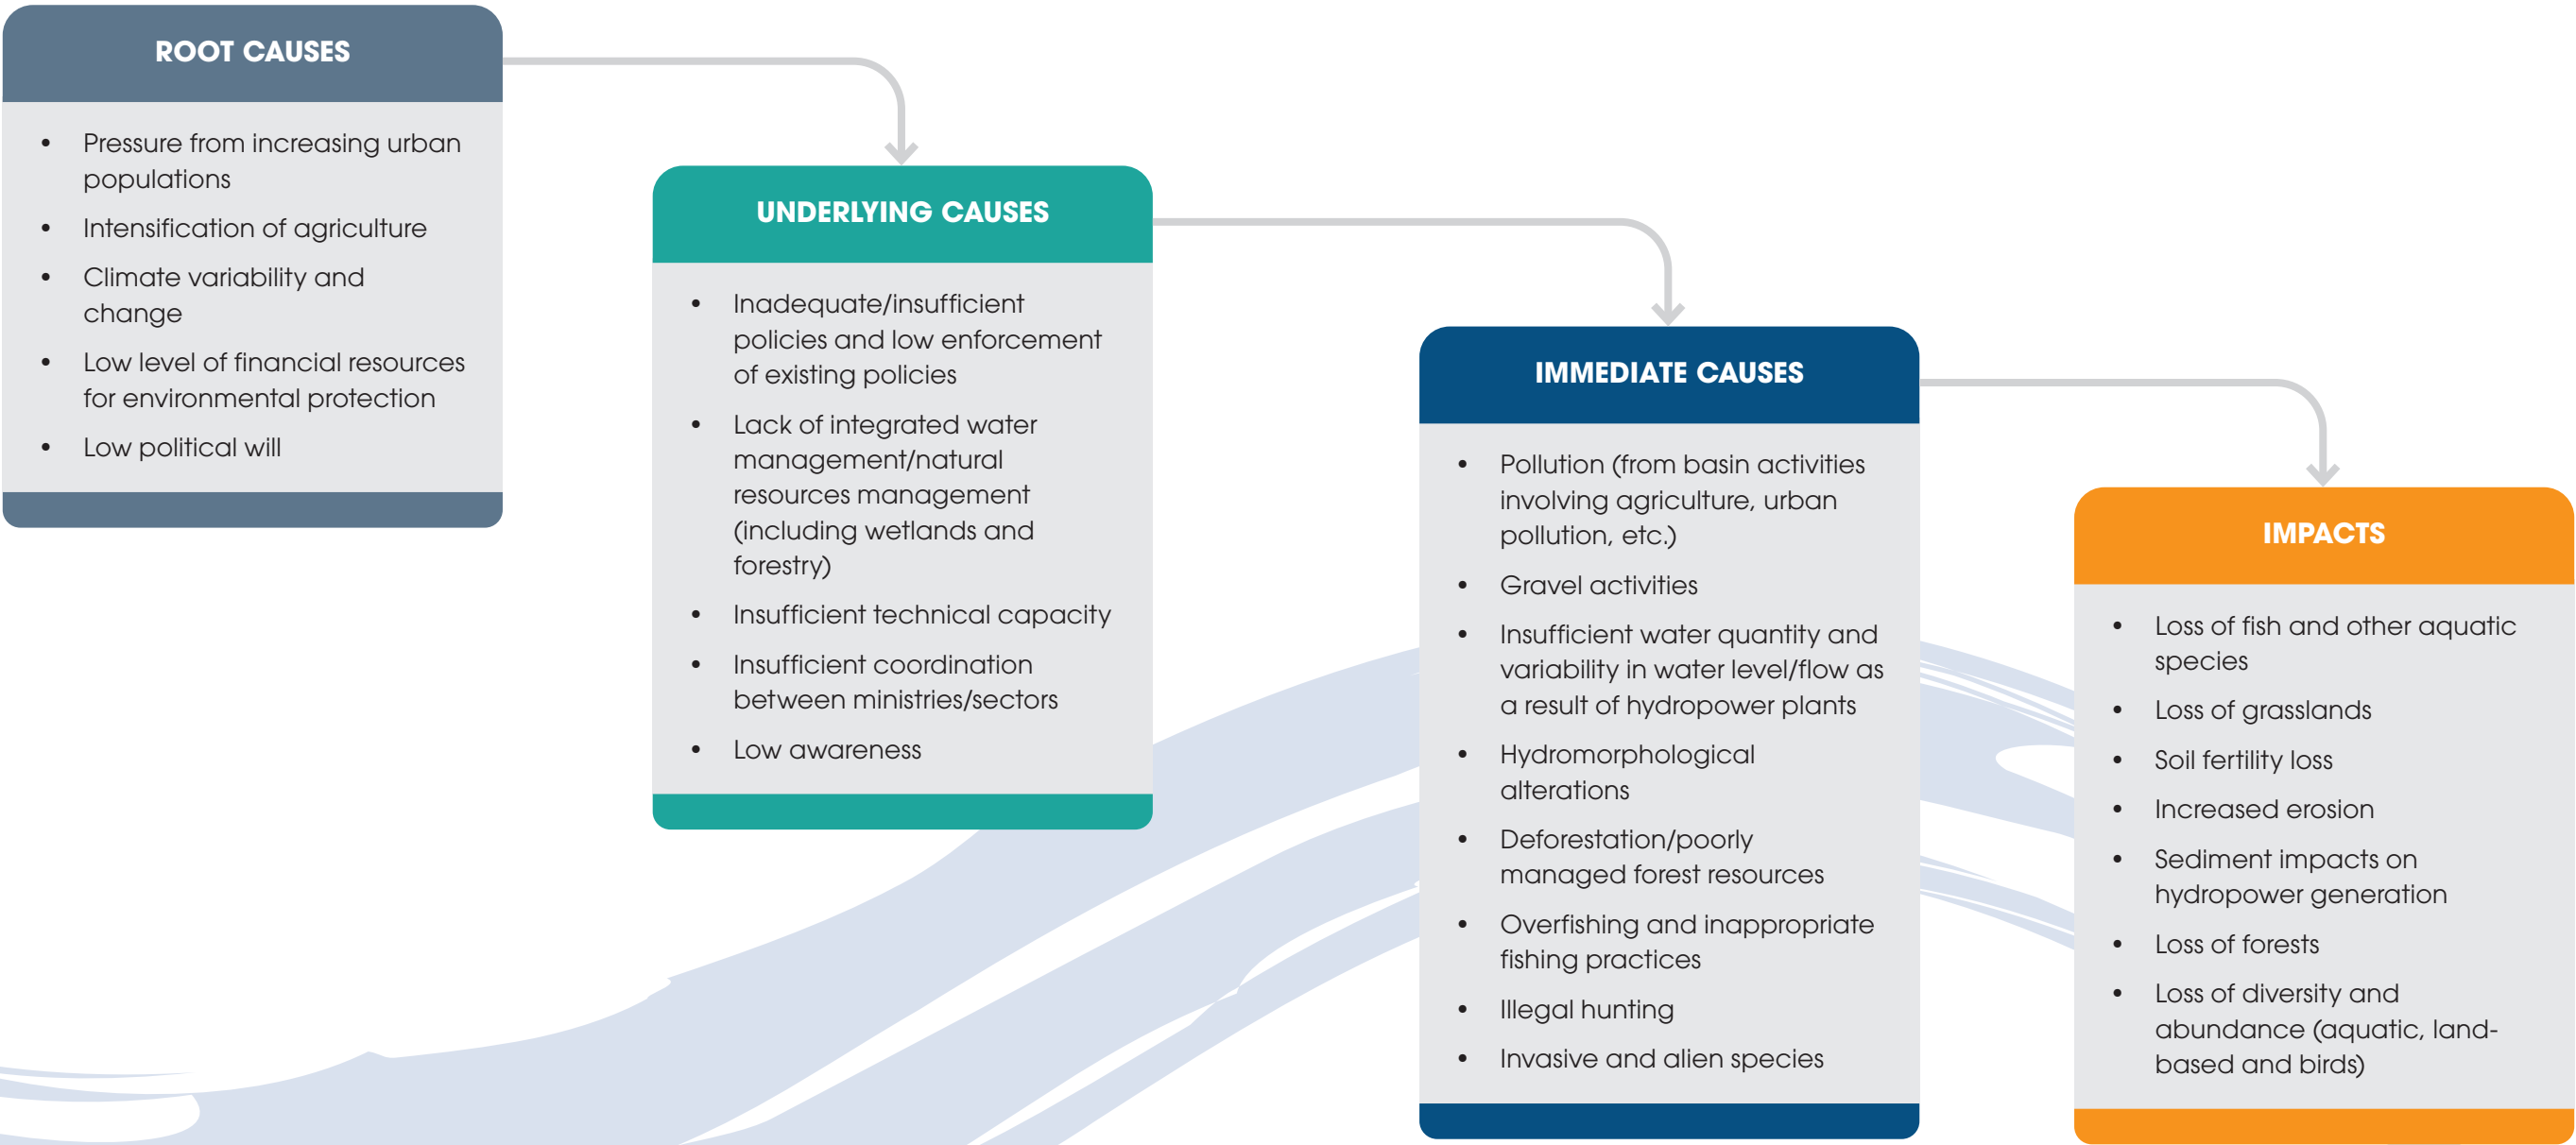 ROOT CAUSES
• Pressure from increasing urban
populations
• Intensification of agriculture
• Climate variability and
change
• Low level of financial resources
for environmental protection
• Low political will
UNDERLYING CAUSES
• Inadequate/insufficient
policies and low enforcement
of existing policies
• Lack of integrated water
management/natural
resources management
(including wetlands and
forestry)
• Insufficient technical capacity
• Insufficient coordination
between ministries/sectors
• Low awareness
IMMEDIATE CAUSES
• Pollution (from basin activities
involving agriculture, urban
pollution, etc.)
• Gravel activities
• Insufficient water quantity and
variability in water level/flow as
a result of hydropower plants
• Hydromorphological
alterations
• Deforestation/poorly
managed forest resources
• Overfishing and inappropriate
fishing practices
• Illegal hunting
• Invasive and alien species
IMPACTS
• Loss of fish and other aquatic
species
• Loss of grasslands
• Soil fertility loss
• Increased erosion
• Sediment impacts on
hydropower generation
• Loss of forests
• Loss of diversity and
abundance (aquatic, land-
based and birds)